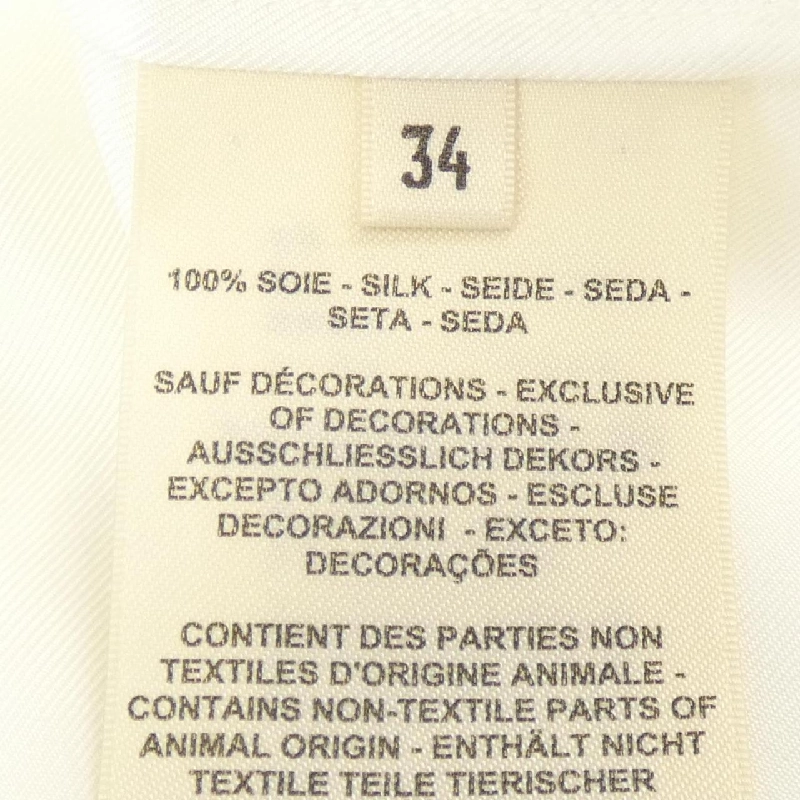 34
100% SOIE - SILK - SEIDE - SEDA -
SETA - SEDA
SAUF DÉCORATIONS - EXCLUSIVE
OF DECORATIONS -
AUSSCHLIESSLICH DEKORS -
EXCEPTO ADORNOS - ESCLUSE
DECORAZIONI - EXCETO:
DECORAÇÕES
CONTIENT DES PARTIES NON
TEXTILES D'ORIGINE ANIMALE -
CONTAINS NON-TEXTILE PARTS OF
ANIMAL ORIGIN - ENTHÄLT NICHT
TEXTILE TEILE TIERISCHER